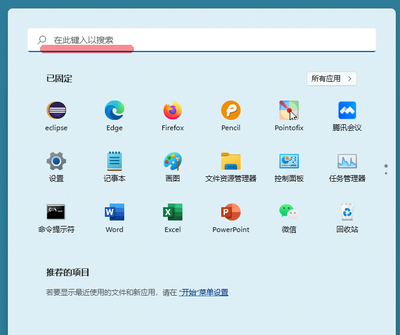 在此键入以搜索
已固定
所有应用 >
eclipse Edge Firefox Pencil Pointofix 腾讯会议
设置 记事本 画图 文件资源管理器 控制面板 任务管理器
命令提示符 Word Excel PowerPoint 微信 回收站
推荐的项目
若要显示最近使用的文件和新应用，请在 "开始"菜单设置